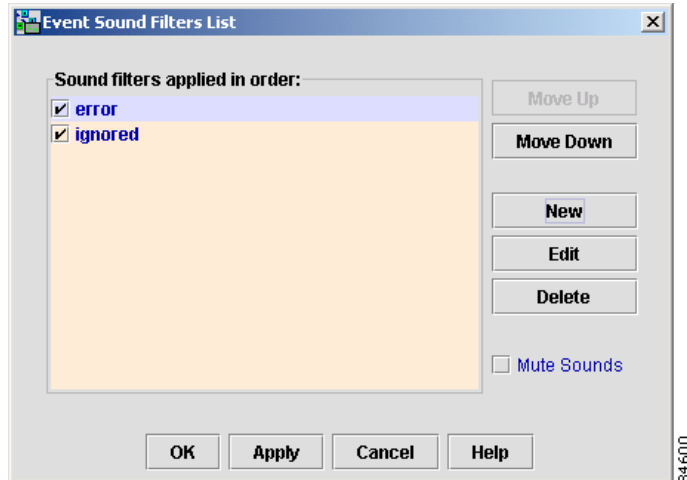 Event Sound Filters List
Sound filters applied in order:
error
ignored
Move Up
Move Down
New
Edit
Delete
Mute Sounds
OK
Apply
Cancel
Help
84600